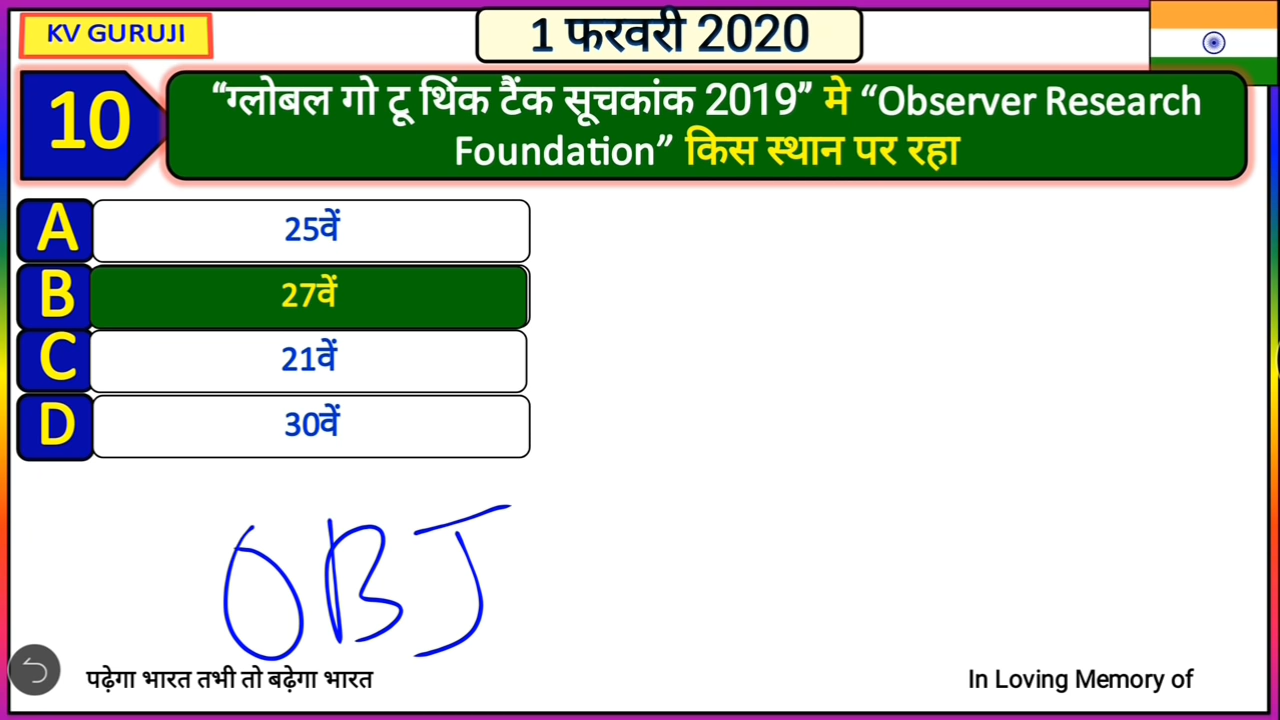 KV GURUJI
1 फरवरी 2020
10
“ग्लोबल गो टू थिंक टैंक सूचकांक 2019” मे “Observer Research
Foundation” किस स्थान पर रहा
A
25वें
B
27वें
C
21वें
D
30वें
OBJ
पढ़ेगा भारत तभी तो बढ़ेगा भारत
In Loving Memory of